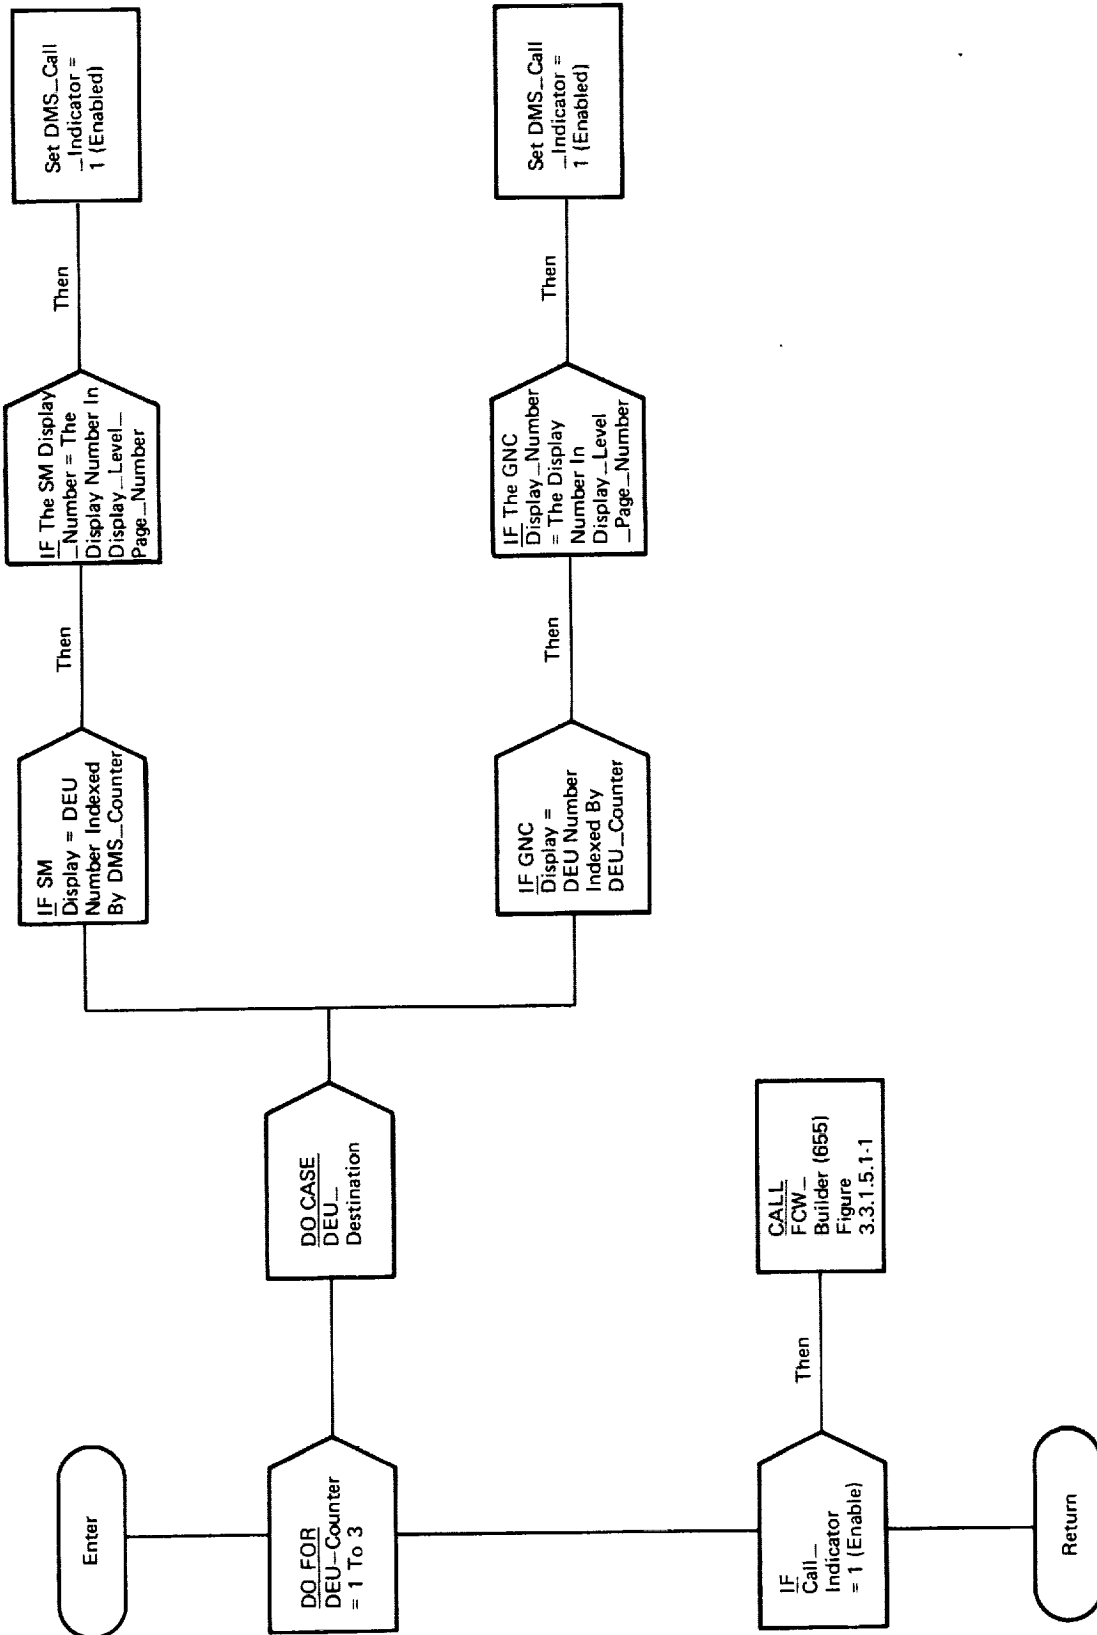 Enter
DO FOR
DEU-Counter
= 1 To 3
DO CASE
DEU_
Destination
IF SM
Display = DEU
Number Indexed
By DMS_Counter
Then
IF The SM Display
_Number = The
Display Number In
Display_Level_
Page_Number
Then
Set DMS_Call
_Indicator =
1 (Enabled)
IF GNC
Display =
DEU Number
Indexed By
DEU_Counter
Then
IF The GNC
Display_Number
= The Display
Number In
Display_Level
_Page_Number
Then
Set DMS_Call
_Indicator =
1 (Enabled)
IF
Call_
Indicator
= 1 (Enable)
Then
CALL
FCW_
Builder (655)
Figure
3.3.1.5.1-1
Return